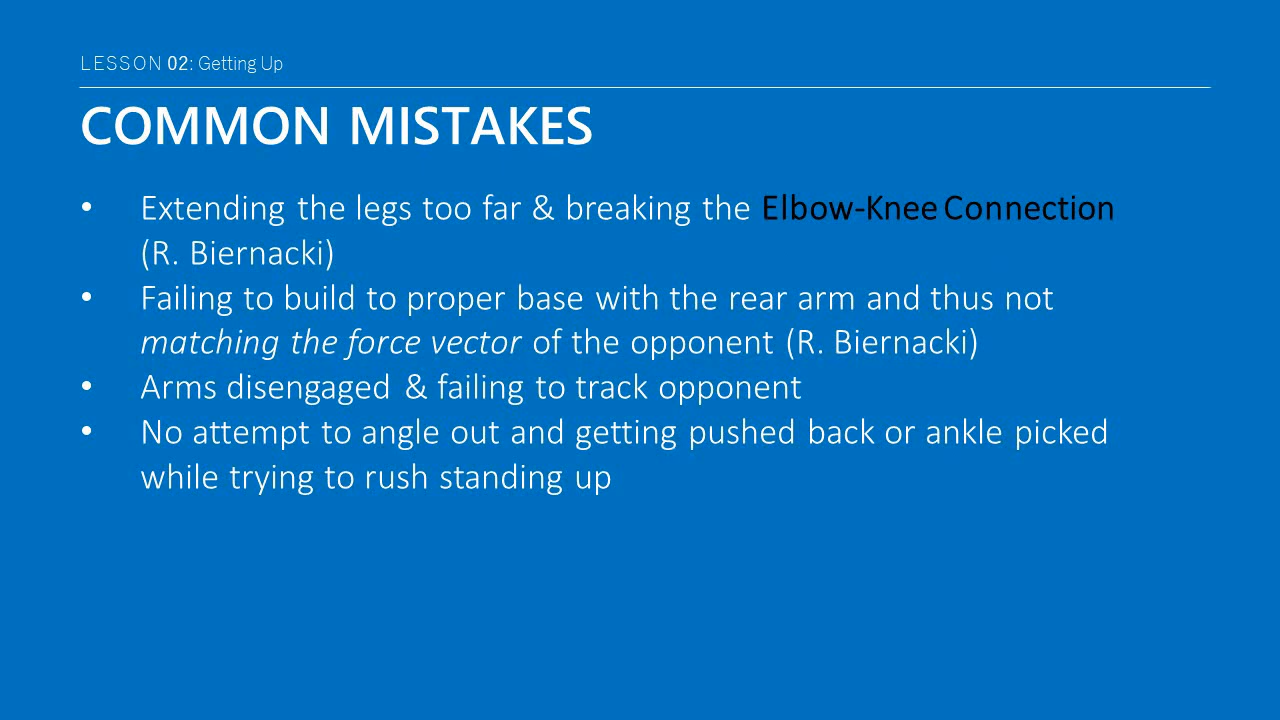 LESSON 02: Getting Up
COMMON MISTAKES
• Extending the legs too far & breaking the Elbow-Knee Connection
(R. Biernacki)
• Failing to build to proper base with the rear arm and thus not
matching the force vector of the opponent (R. Biernacki)
• Arms disengaged & failing to track opponent
• No attempt to angle out and getting pushed back or ankle picked
while trying to rush standing up